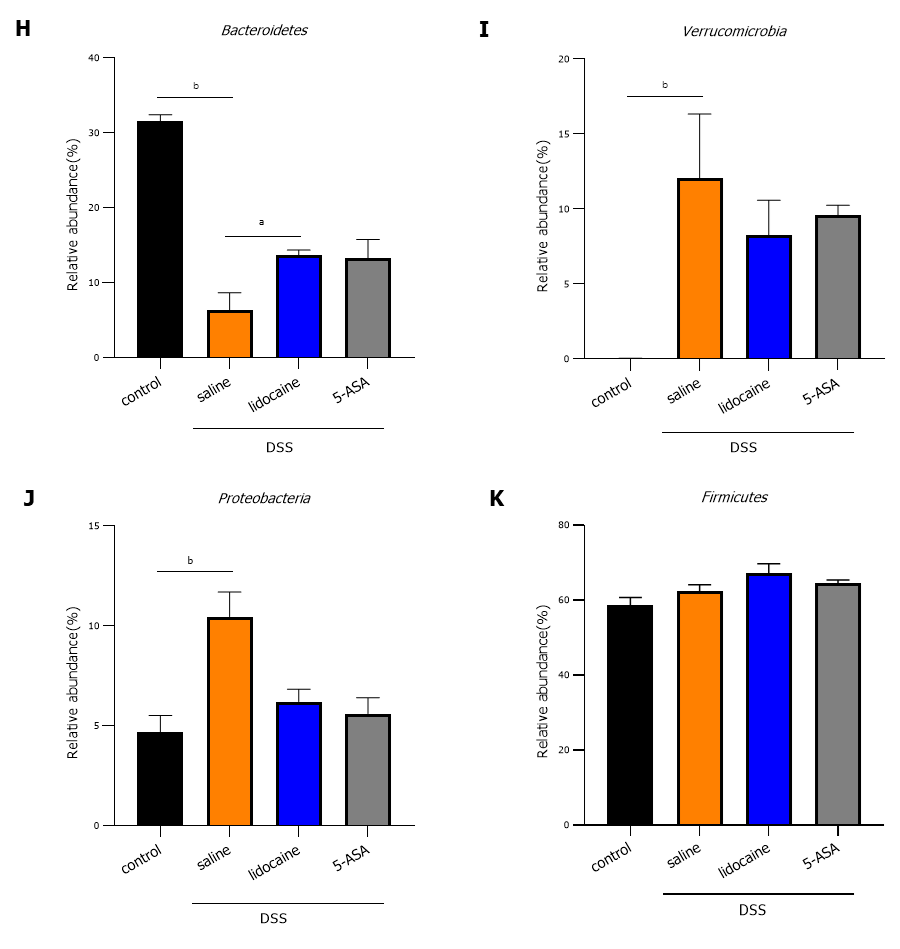 H
Bacteroidetes
Relative abundance(%)
40
30
20
10
0
b
a
control
saline
lidocaine
5-ASA
DSS
I
Verrucomicrobia
Relative abundance(%)
20
15
10
5
0
b
control
saline
lidocaine
5-ASA
DSS
J
Proteobacteria
Relative abundance(%)
15
10
5
0
b
control
saline
lidocaine
5-ASA
DSS
K
Firmicutes
Relative abundance(%)
80
60
40
20
0
control
saline
lidocaine
5-ASA
DSS